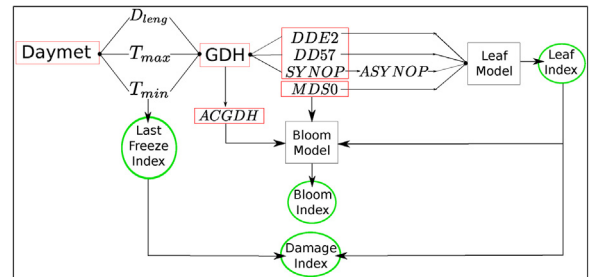 Daymet
D_leng
T_max
T_min
GDH
DDE2
DD57
SYNOP
ASYNOP
MDS0
ACGDH
Leaf
Model
Leaf
Index
Last
Freeze
Index
Bloom
Model
Bloom
Index
Damage
Index